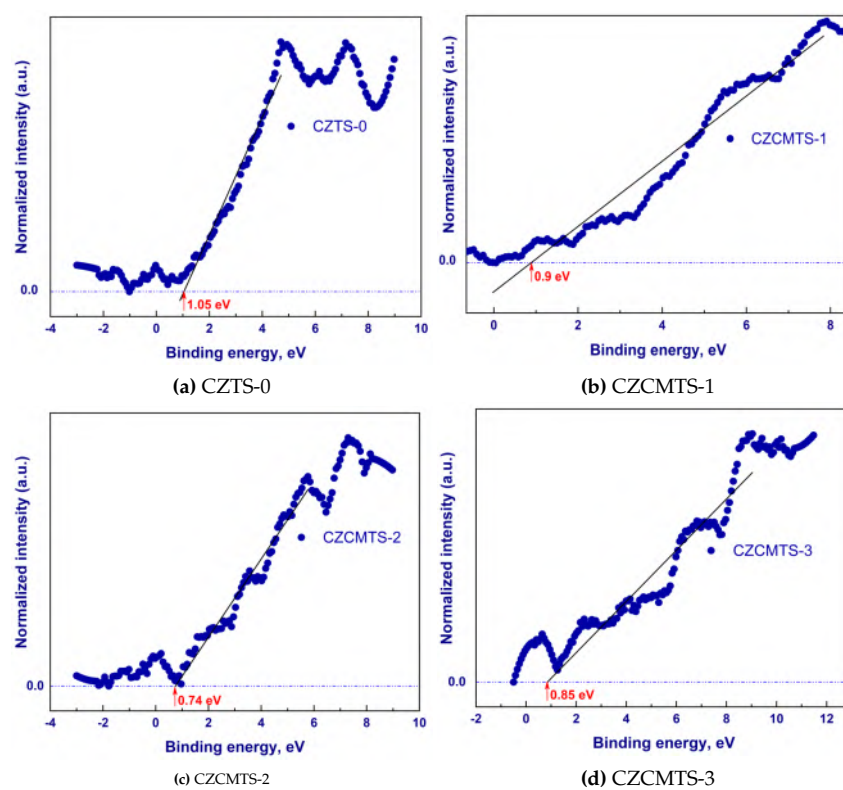 Normalized intensity (a.u.)
0.0
CZTS-0
1.05 eV
-4 -2 0 2 4 6 8 10
Binding energy, eV
(a) CZTS-0
Normalized intensity (a.u.)
0.0
CZCMTS-1
0.9 eV
0 2 4 6 8
Binding energy, eV
(b) CZCMTS-1
Normalized intensity (a.u.)
0.0
CZCMTS-2
0.74 eV
-4 -2 0 2 4 6 8 10
Binding energy, eV
(c) CZCMTS-2
Normalized intensity (a.u.)
0.0
CZCMTS-3
0.85 eV
-2 0 2 4 6 8 10 12
Binding energy, eV
(d) CZCMTS-3